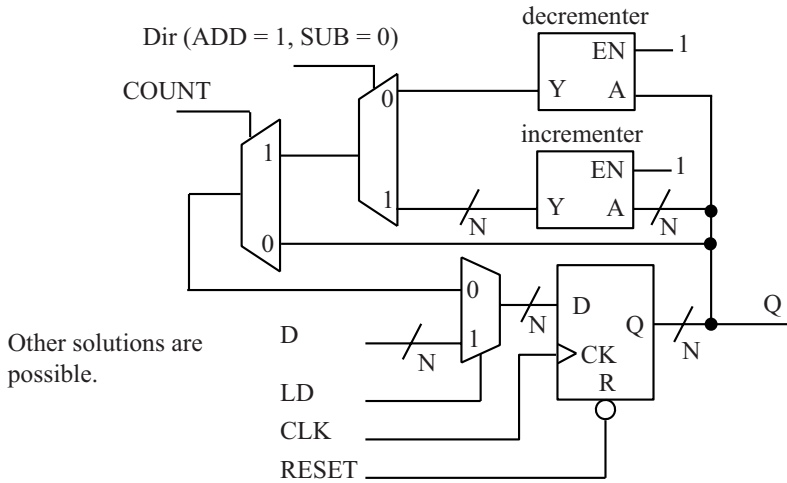 decrementer
Dir (ADD = 1, SUB = 0)
EN 1
COUNT
0
Y A
incrementer
1
EN 1
1
Y A
N N
0
0
D
Q
Q
N
N
D
1
N
CK
Other solutions are
possible.
R
LD
CLK
RESET